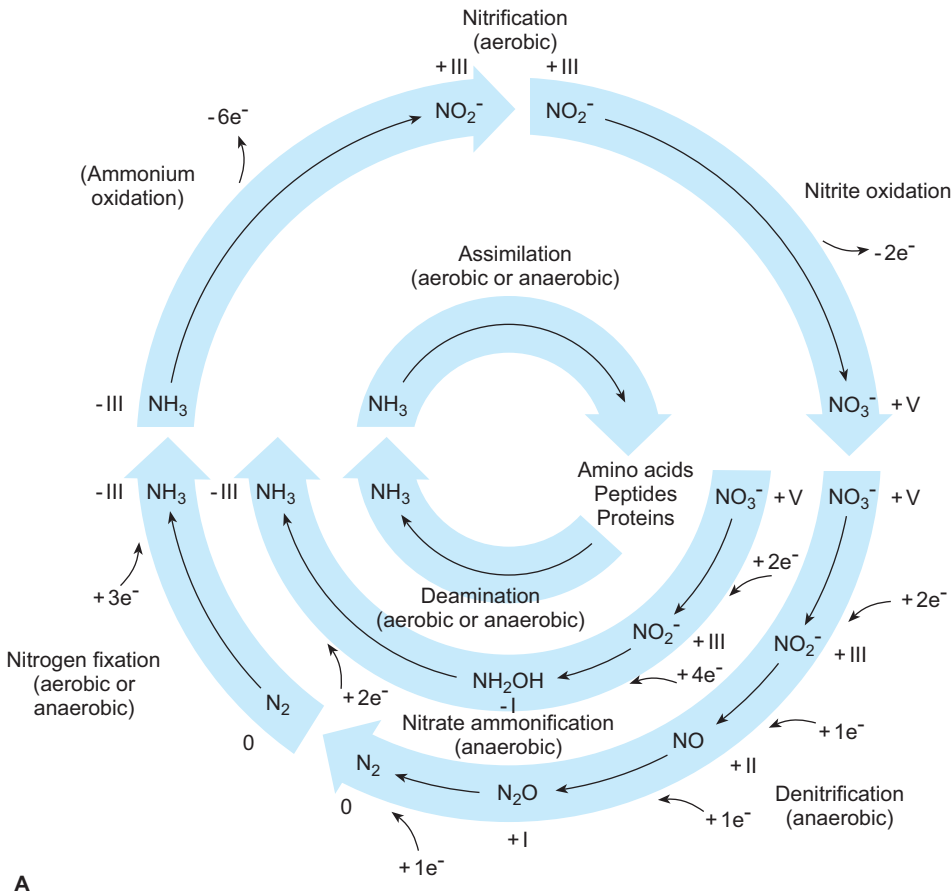 Nitrification
(aerobic)
+ III
+ III
NO₂⁻
NO₂⁻
- 6e⁻
(Ammonium
oxidation)
Nitrite oxidation
- 2e⁻
Assimilation
(aerobic or anaerobic)
- III
NH₃
NH₃
NO₃⁻
+ V
Amino acids
Peptides
Proteins
- III
NH₃
- III
NH₃
NH₃
NO₃⁻
+ V
NO₃⁻
+ V
+ 3e⁻
Deamination
(aerobic or anaerobic)
+ 2e⁻
+ 2e⁻
NO₂⁻
+ III
NO₂⁻
+ III
Nitrogen fixation
(aerobic or
anaerobic)
N₂
0
+ 2e⁻
NH₂OH
- I
+ 4e⁻
Nitrate ammonification
(anaerobic)
NO
+ II
+ 1e⁻
N₂
0
N₂O
+ I
+ 1e⁻
+ 1e⁻
Denitrification
(anaerobic)
A